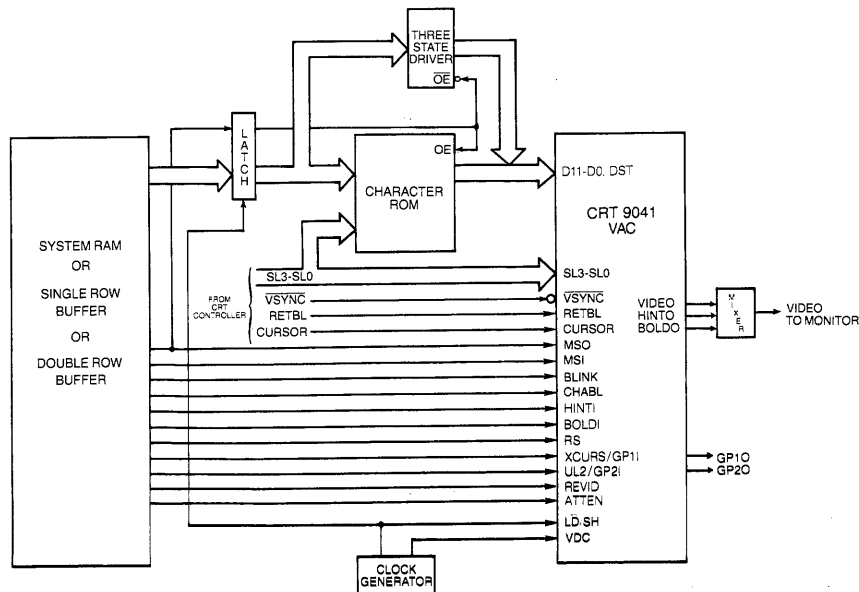 THREE
STATE
DRIVER
OE
LATCH
OE
CHARACTER
ROM
D11-D0, DST
CRT 9041
VAC
SYSTEM RAM
OR
SINGLE ROW
BUFFER
OR
DOUBLE ROW
BUFFER
FROM
CRT
CONTROLLER
SL3-SL0
VSYNC
RETBL
CURSOR
SL3-SL0
VSYNC
RETBL
CURSOR
MSO
MSI
BLINK
CHABL
HINTI
BOLDI
RS
XCURS/GP1I
UL2/GP2I
REVID
ATTEN
LD/SH
VDC
VIDEO
HINTO
BOLDO
MIXER
VIDEO
TO MONITOR
GP1O
GP2O
CLOCK
GENERATOR